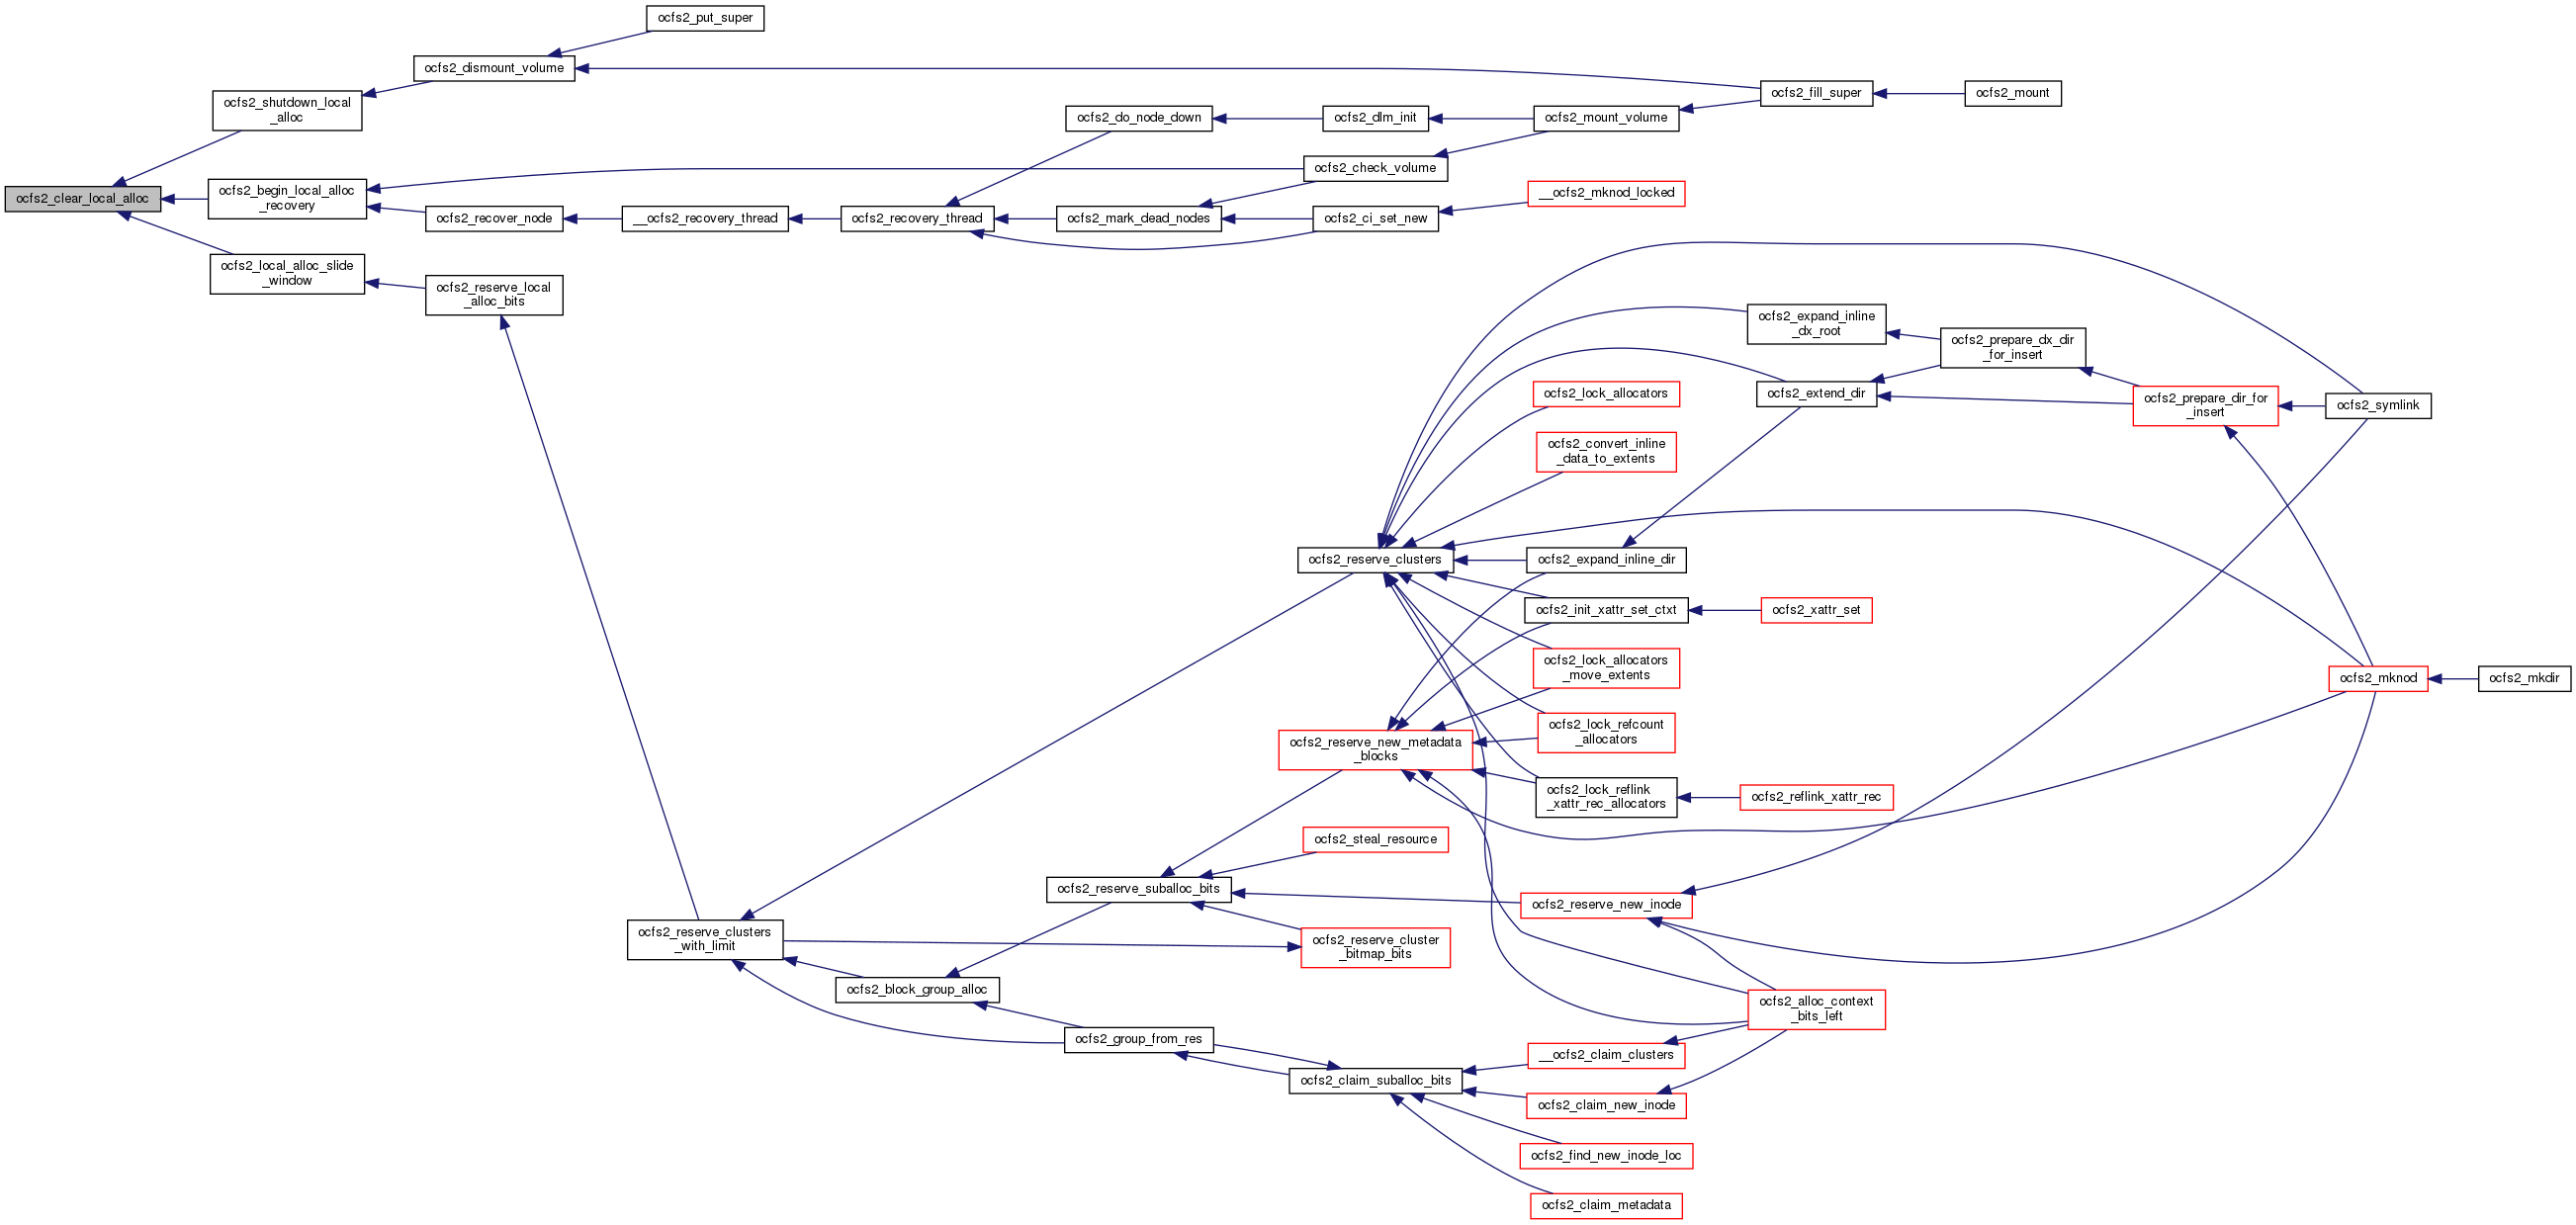 ocfs2_put_super
ocfs2_dismount_volume
ocfs2_fill_super
ocfs2_mount
ocfs2_shutdown_local
_alloc
ocfs2_do_node_down
ocfs2_dlm_init
ocfs2_mount_volume
ocfs2_check_volume
ocfs2_clear_local_alloc
ocfs2_begin_local_alloc
_recovery
__ocfs2_mknod_locked
ocfs2_recover_node
__ocfs2_recovery_thread
ocfs2_recovery_thread
ocfs2_mark_dead_nodes
ocfs2_ci_set_new
ocfs2_local_alloc_slide
_window
ocfs2_reserve_local
_alloc_bits
ocfs2_expand_inline
_dx_root
ocfs2_prepare_dx_dir
_for_insert
ocfs2_lock_allocators
ocfs2_extend_dir
ocfs2_prepare_dir_for
_insert
ocfs2_symlink
ocfs2_convert_inline
_data_to_extents
ocfs2_reserve_clusters
ocfs2_expand_inline_dir
ocfs2_init_xattr_set_ctxt
ocfs2_xattr_set
ocfs2_lock_allocators
_move_extents
ocfs2_mknod
ocfs2_mkdir
ocfs2_reserve_new_metadata
_blocks
ocfs2_lock_refcount
_allocators
ocfs2_lock_reflink
_xattr_rec_allocators
ocfs2_reflink_xattr_rec
ocfs2_steal_resource
ocfs2_reserve_suballoc_bits
ocfs2_reserve_new_inode
ocfs2_reserve_clusters
_with_limit
ocfs2_reserve_cluster
_bitmap_bits
ocfs2_block_group_alloc
ocfs2_alloc_context
_bits_left
ocfs2_group_from_res
__ocfs2_claim_clusters
ocfs2_claim_suballoc_bits
ocfs2_claim_new_inode
ocfs2_find_new_inode_loc
ocfs2_claim_metadata